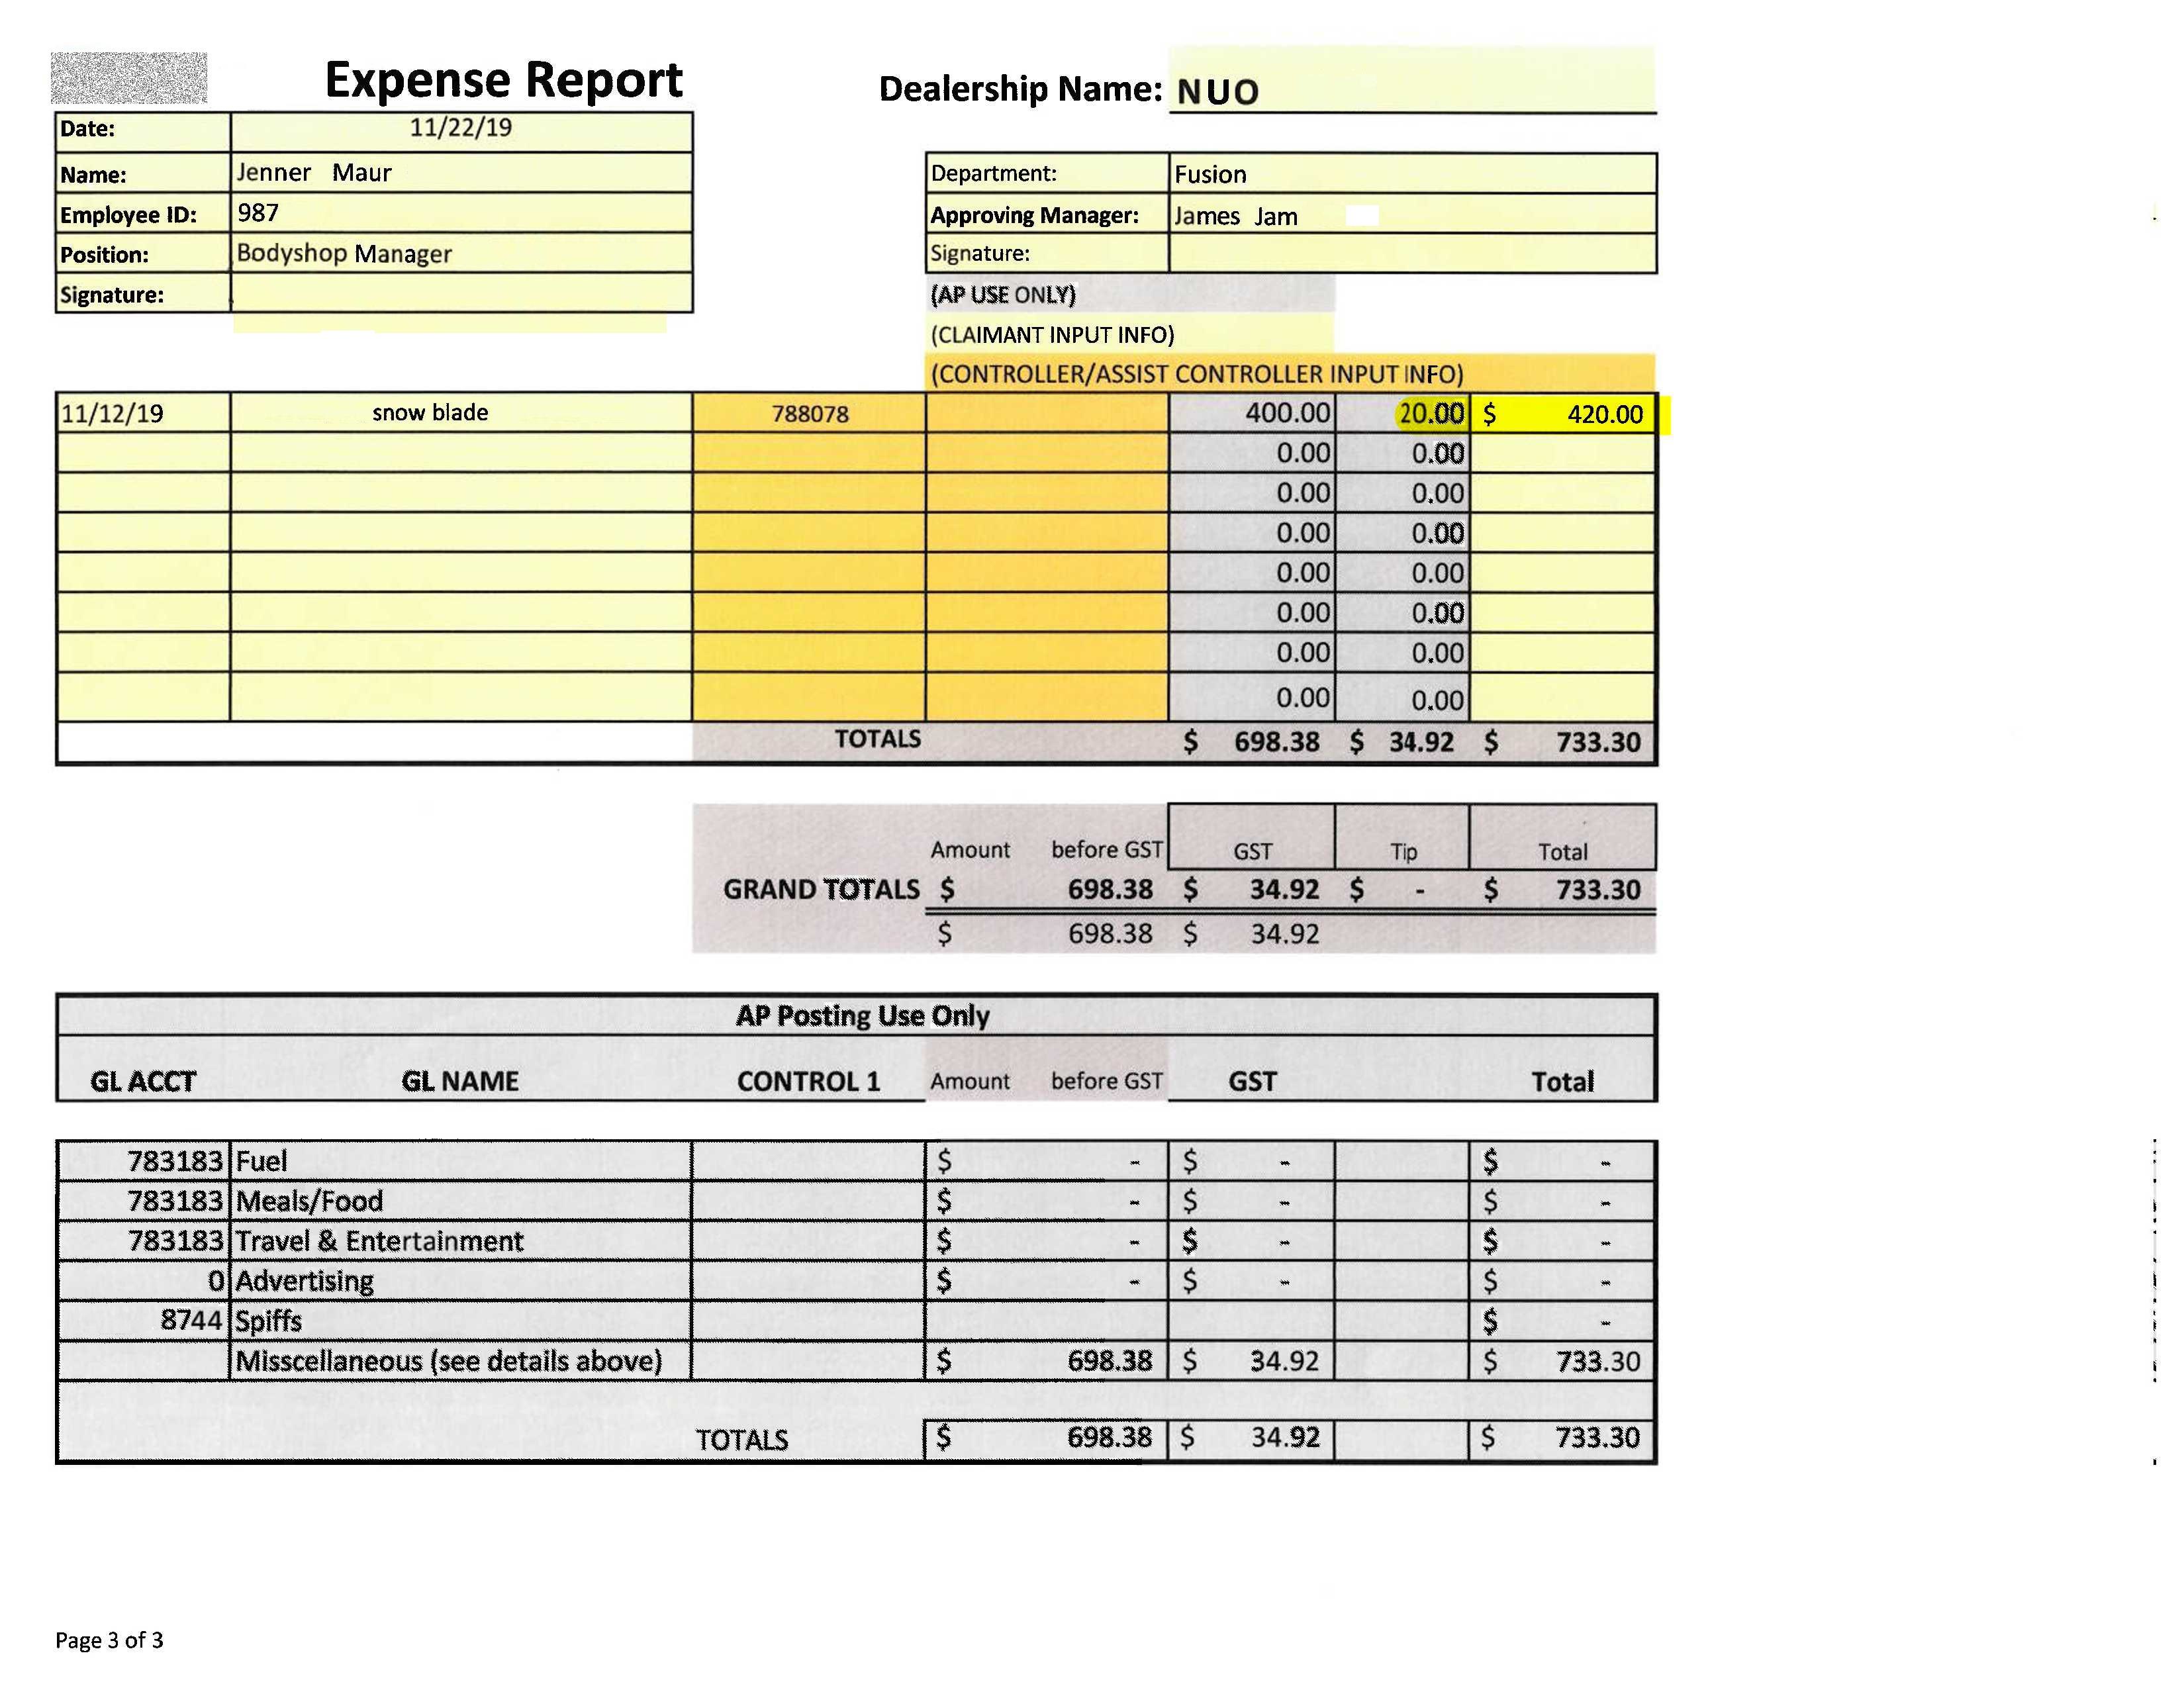 Expense Report
Dealership Name: NUO
Date: 11/22/19
Name: Jenner Maur
Employee ID: 987
Position: Bodyshop Manager
Signature:
Department: Fusion
Approving Manager: James Jam
Signature:
(AP USE ONLY)
(CLAIMANT INPUT INFO)
(CONTROLLER/ASSIST CONTROLLER INPUT INFO)
11/12/19 snow blade 788078 400.00 20.00 $ 420.00
0.00 0.00
0.00 0.00
0.00 0.00
0.00 0.00
0.00 0.00
0.00 0.00
0.00 0.00
TOTALS $ 698.38 $ 34.92 $ 733.30
Amount before GST GST Tip Total
GRAND TOTALS $ 698.38 $ 34.92 $ - $ 733.30
$ 698.38 $ 34.92
AP Posting Use Only
GL ACCT GL NAME CONTROL 1 Amount before GST GST Total
783183 Fuel $ - $ - $ -
783183 Meals/Food $ - $ - $ -
783183 Travel & Entertainment $ - $ - $ -
0 Advertising $ - $ - $ -
8744 Spiffs $ -
Misscellaneous (see details above) $ 698.38 $ 34.92 $ 733.30
TOTALS $ 698.38 $ 34.92 $ 733.30
Page 3 of 3